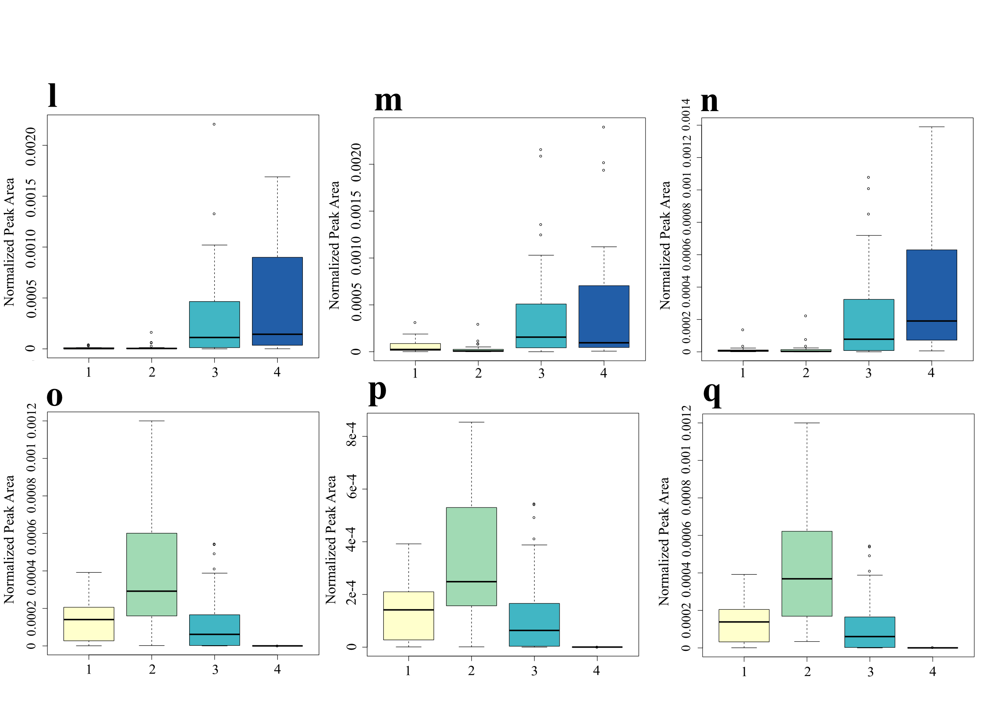 l
Normalized Peak Area
0 0.0005 0.0010 0.0015 0.0020
1 2 3 4
m
Normalized Peak Area
0 0.0005 0.0010 0.0015 0.0020
1 2 3 4
n
Normalized Peak Area
0 0.0002 0.0004 0.0006 0.0008 0.001 0.0012 0.0014
1 2 3 4
o
Normalized Peak Area
0 0.0002 0.0004 0.0006 0.0008 0.001 0.0012
1 2 3 4
p
Normalized Peak Area
0 2e-4 4e-4 6e-4 8e-4
1 2 3 4
q
Normalized Peak Area
0 0.0002 0.0004 0.0006 0.0008 0.001 0.0012
1 2 3 4